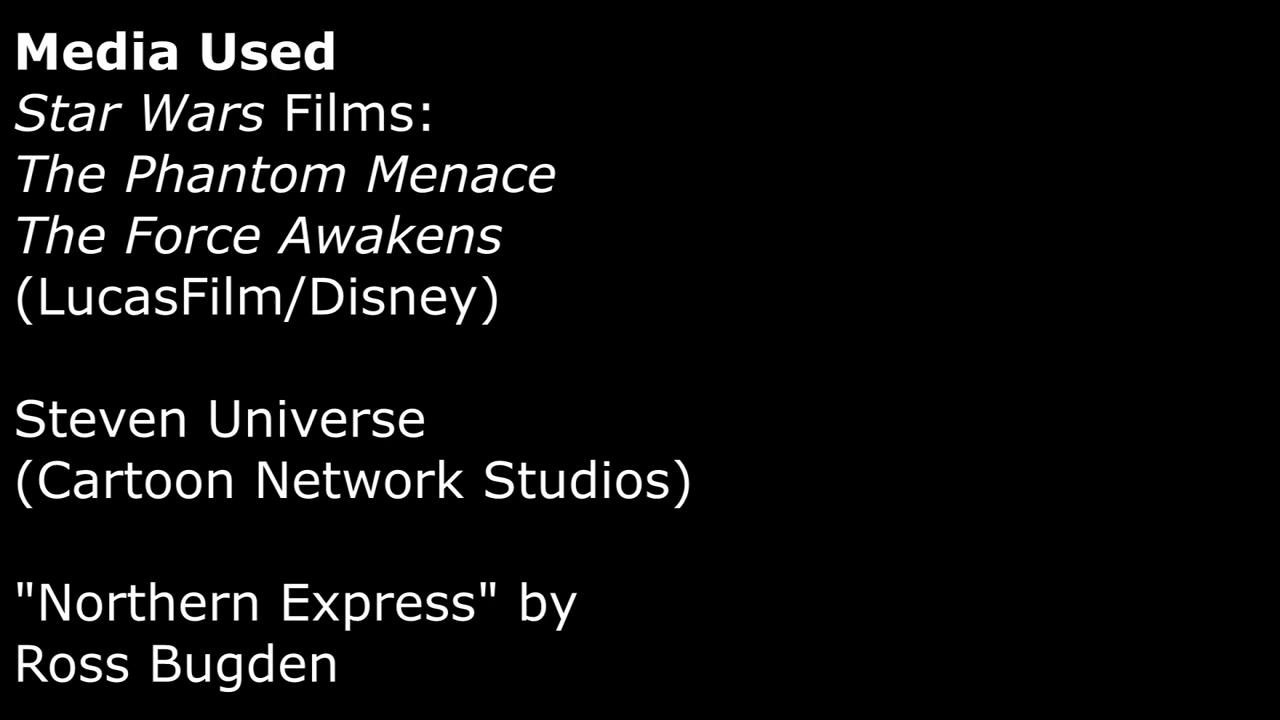 Media Used
Star Wars Films:
The Phantom Menace
The Force Awakens
(LucasFilm/Disney)
Steven Universe
(Cartoon Network Studios)
"Northern Express" by
Ross Bugden